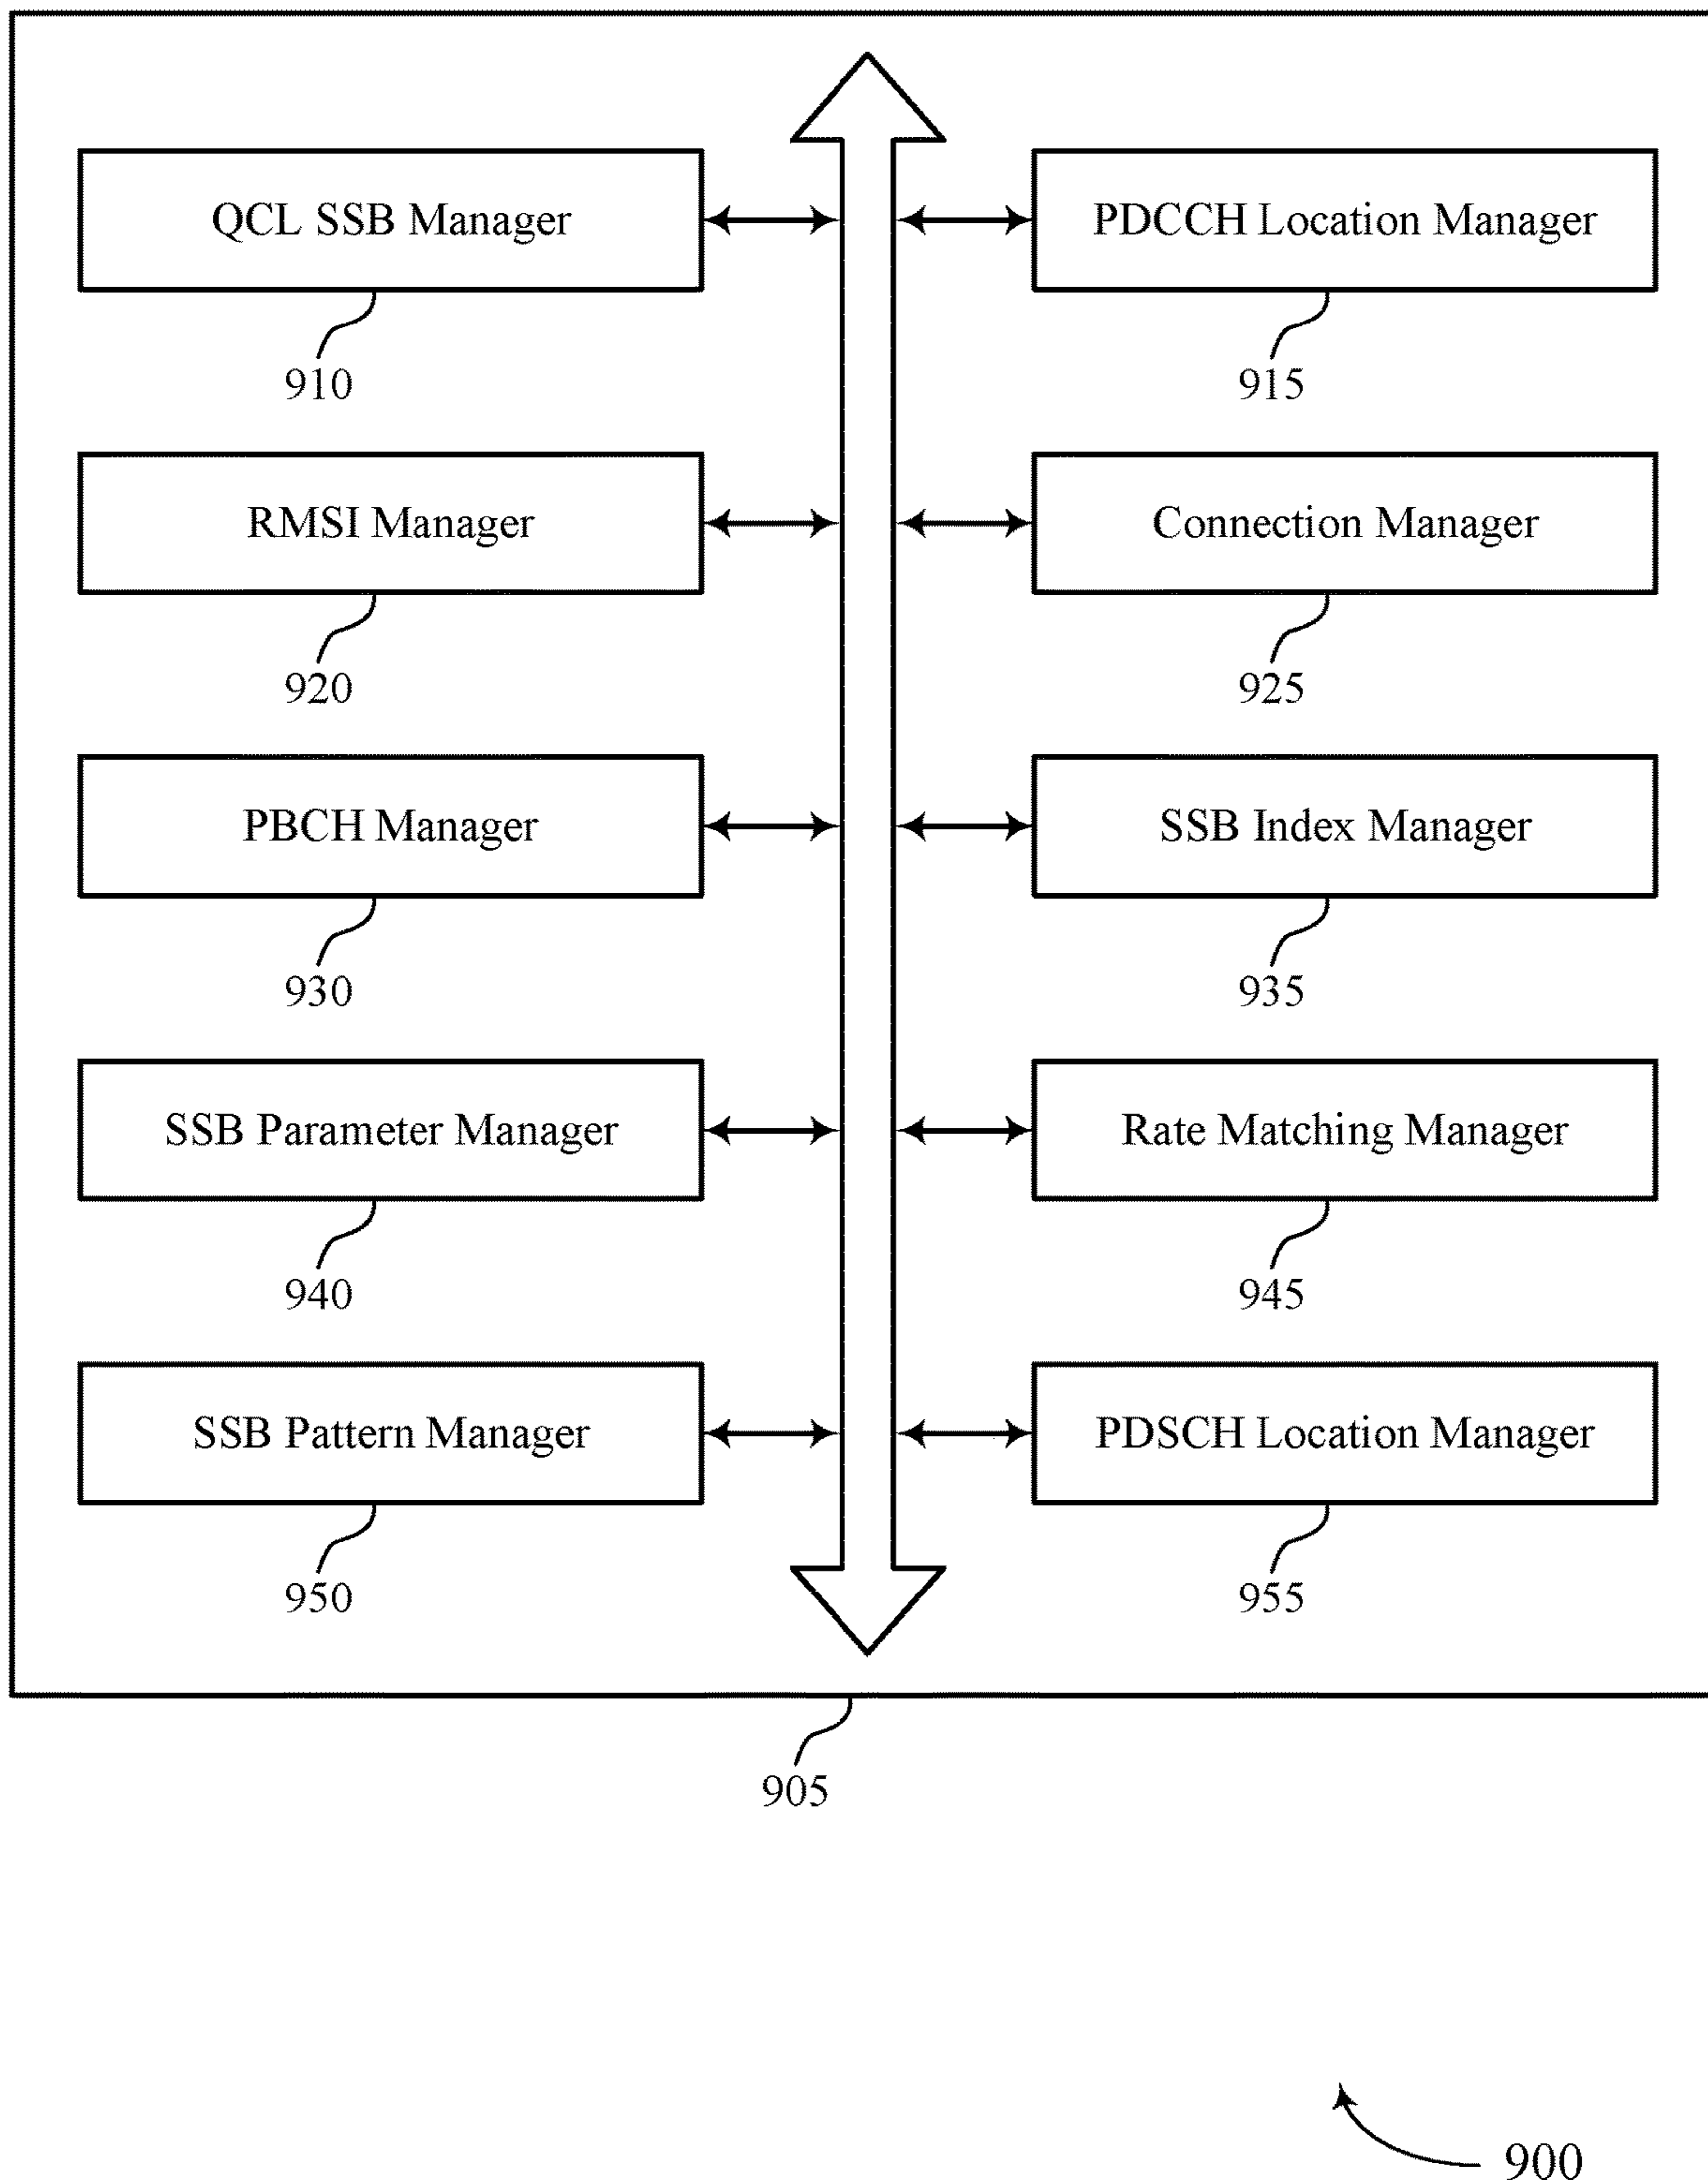 QCL SSB Manager
PDCCH Location Manager
910
915
RMSI Manager
Connection Manager
920
925
PBCH Manager
SSB Index Manager
930
935
SSB Parameter Manager
Rate Matching Manager
940
945
SSB Pattern Manager
PDSCH Location Manager
950
955
905
900